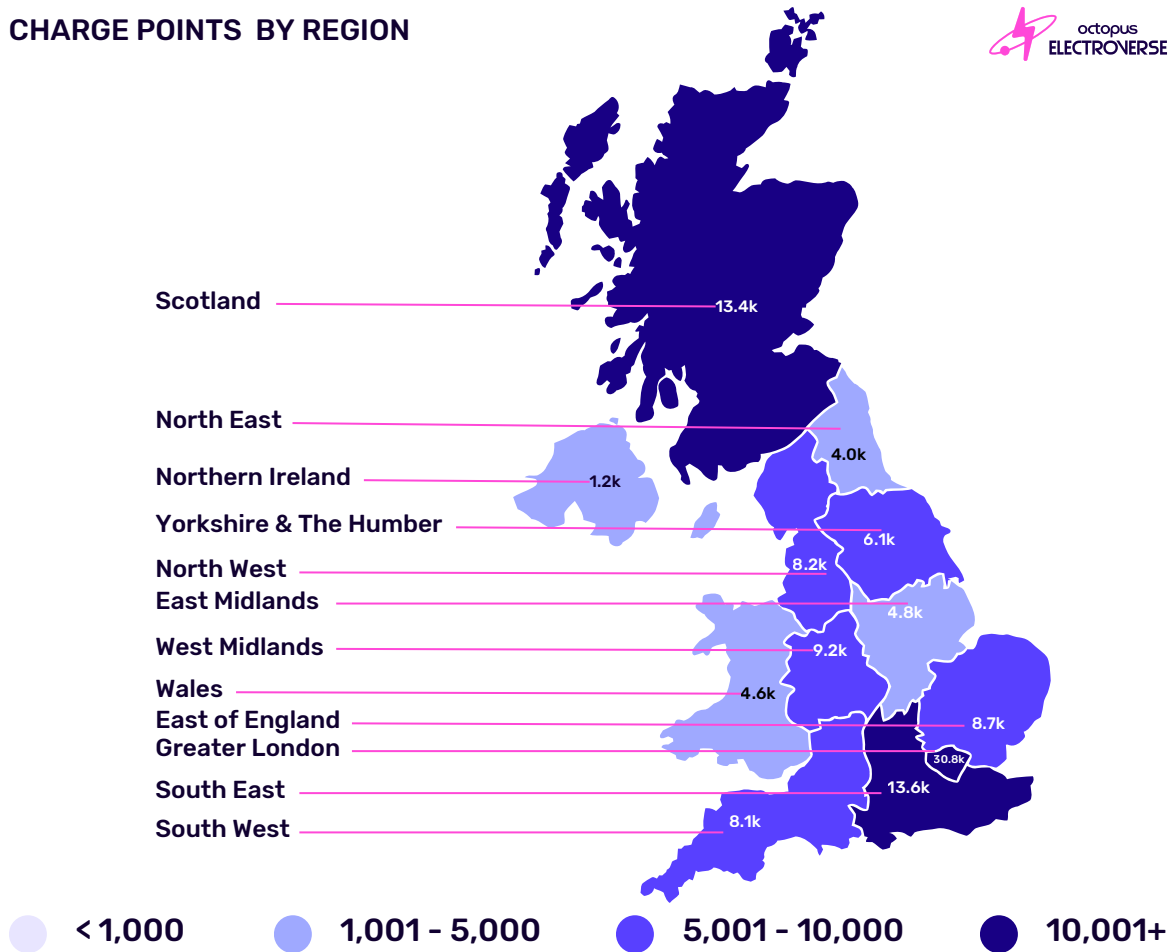 CHARGE POINTS BY REGION
octopus
ELECTROVERSE
Scotland
13.4k
North East
4.0k
Northern Ireland
1.2k
Yorkshire & The Humber
6.1k
North West
8.2k
East Midlands
4.8k
West Midlands
9.2k
Wales
4.6k
East of England
8.7k
Greater London
30.8k
South East
13.6k
South West
8.1k
< 1,000
1,001 - 5,000
5,001 - 10,000
10,001+